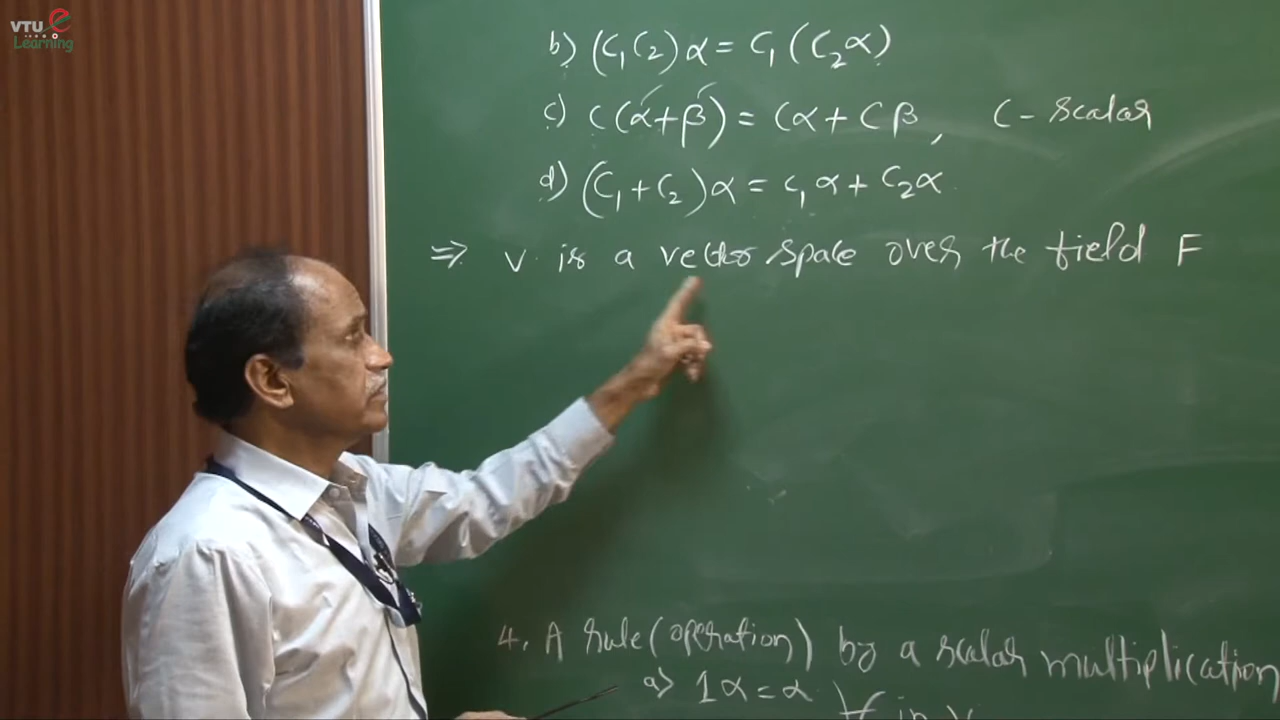 VTU e
Learning
b) (C₁C₂)α = C₁(C₂α)
c) C(α+β) = Cα + Cβ, C - scalar
d) (C₁+C₂)α = C₁α + C₂α
⇒ V is a vector space over the field F
4. A rule (operation) by a scalar multiplication
a) 1α = α ∀ in V